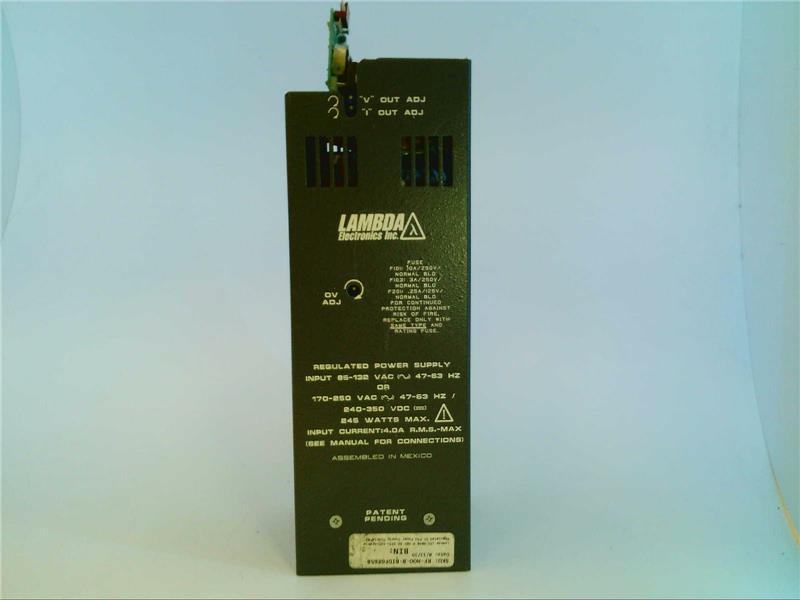 "V" OUT ADJ
"I" OUT ADJ
LAMBDA
Electronics Inc.
FUSE
F101: 10A/250V/
NORMAL BLO
F103: 3A/250V/
NORMAL BLO
F201: .25A/125V/
NORMAL BLO
FOR CONTINUED
PROTECTION AGAINST
RISK OF FIRE,
REPLACE ONLY WITH
SAME TYPE AND
RATING FUSE.
OV
ADJ
REGULATED POWER SUPPLY
INPUT 85-132 VAC 47-63 HZ
OR
170-250 VAC 47-63 HZ /
240-350 VDC
245 WATTS MAX.
INPUT CURRENT:4.0A R.M.S.-MAX
(SEE MANUAL FOR CONNECTIONS)
ASSEMBLED IN MEXICO
PATENT
PENDING
BIN: